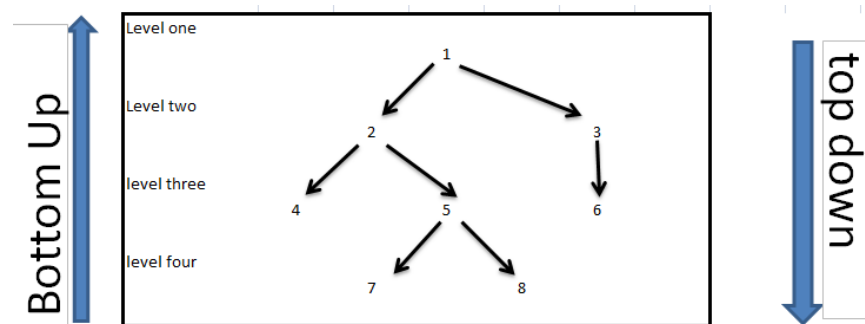 Bottom Up
Level one
1
Level two
2 3
level three
4 5 6
level four
7 8
top down